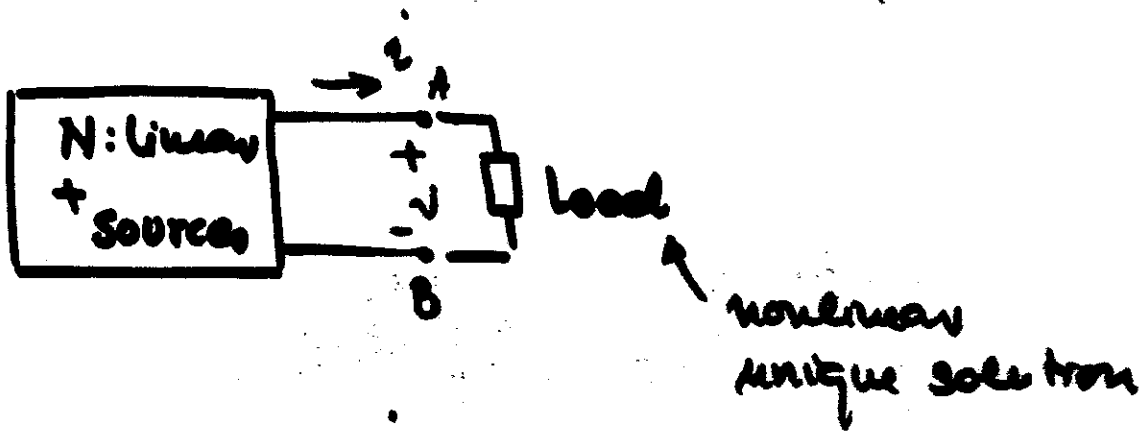 i
A
N: linear
+
sources
+
v
-
B
load
nonlinear
unique solution